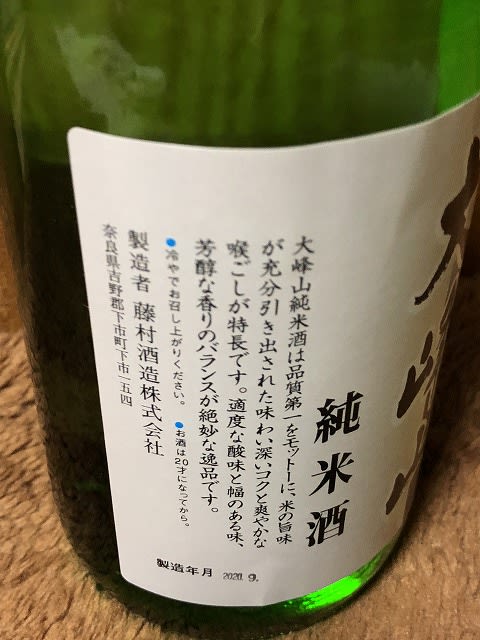 大峰山
純米酒
大峰山純米酒は品質第一をモットーに、米の旨味
が充分引き出された味わい深いコクと爽やかな
喉ごしが特長です。適度な酸味と幅のある味、
芳醇な香りのバランスが絶妙な逸品です。
●冷やでお召し上がりください。 ●お酒は20才になってから。
製造者 藤村酒造株式会社
奈良県吉野郡下市町下市一五四
製造年月 2020. 9.